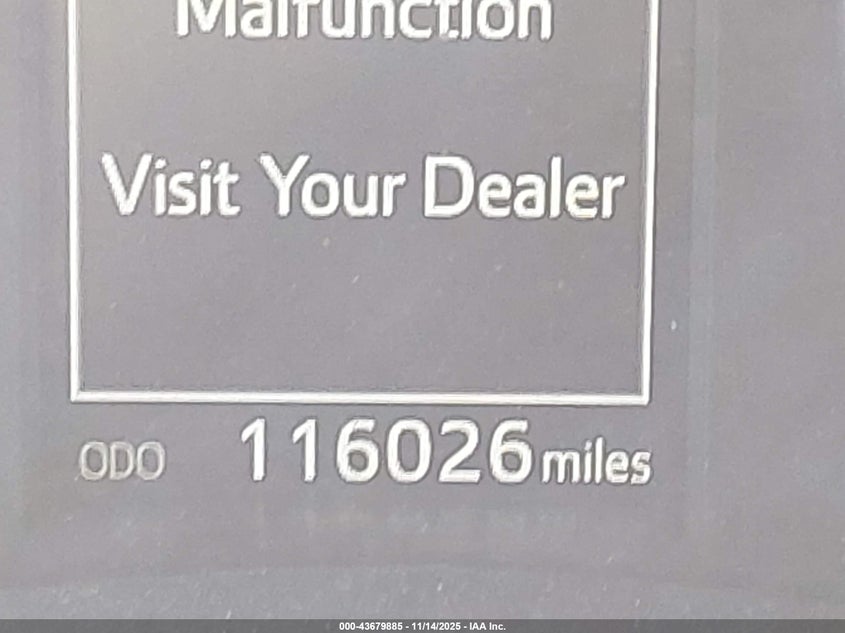 Malfunction
Visit Your Dealer
ODO 116026 miles
000-43679885 - 11/14/2025 - IAA Inc.